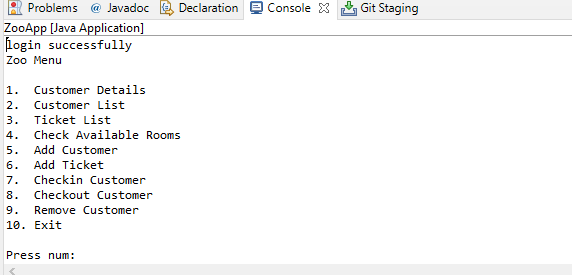 Problems @ Javadoc Declaration Console Git Staging
ZooApp [Java Application]
login successfully
Zoo Menu
1. Customer Details
2. Customer List
3. Ticket List
4. Check Available Rooms
5. Add Customer
6. Add Ticket
7. Checkin Customer
8. Checkout Customer
9. Remove Customer
10. Exit
Press num: